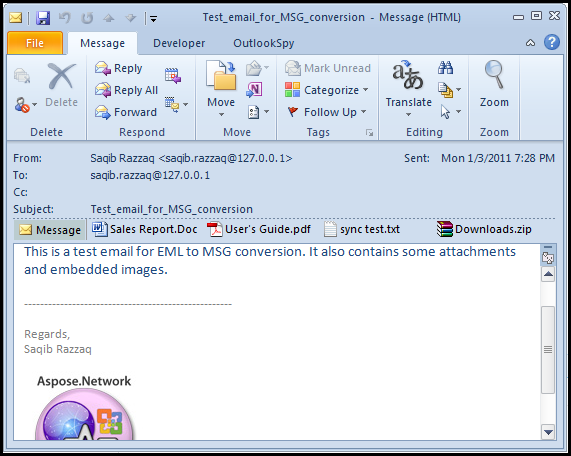 Test_email_for_MSG_conversion - Message (HTML)
File Message Developer OutlookSpy
Delete
Delete
Reply
Reply All
Forward
Respond
Move
Move
Mark Unread
Categorize
Follow Up
Tags
Translate
Editing
Zoom
Zoom
From: Saqib Razzaq <saqib.razzaq@127.0.0.1> Sent: Mon 1/3/2011 7:28 PM
To: saqib.razzaq@127.0.0.1
Cc:
Subject: Test_email_for_MSG_conversion
Message Sales Report.Doc User's Guide.pdf sync test.txt Downloads.zip
This is a test email for EML to MSG conversion. It also contains some attachments
and embedded images.
----------------------------------------------------
Regards,
Saqib Razzaq
Aspose.Network